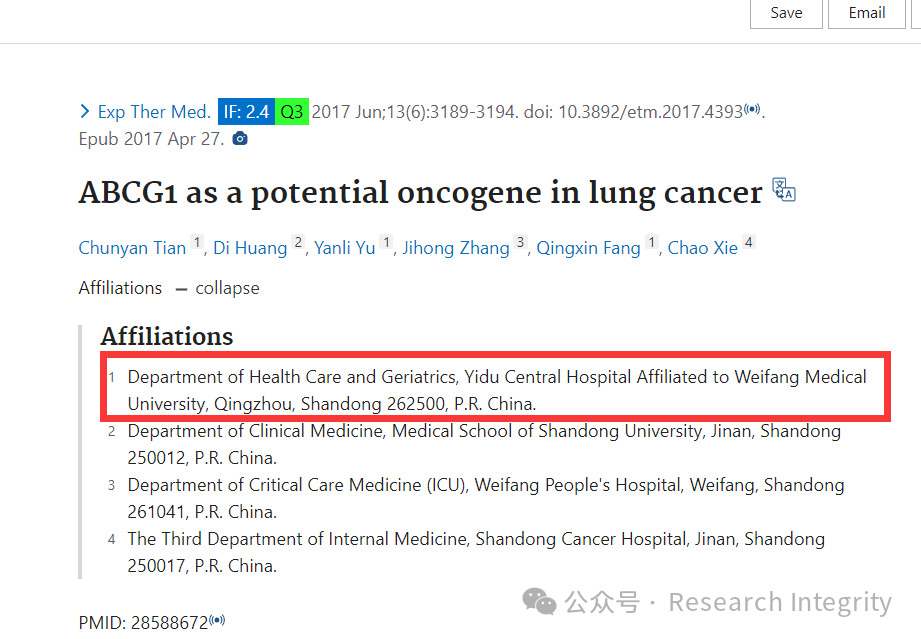 Save Email
Exp Ther Med. IF: 2.4 Q3 2017 Jun;13(6):3189-3194. doi: 10.3892/etm.2017.4393.
Epub 2017 Apr 27.
ABCG1 as a potential oncogene in lung cancer
Chunyan Tian 1, Di Huang 2, Yanli Yu 1, Jihong Zhang 3, Qingxin Fang 1, Chao Xie 4
Affiliations — collapse
Affiliations
1 Department of Health Care and Geriatrics, Yidu Central Hospital Affiliated to Weifang Medical
University, Qingzhou, Shandong 262500, P.R. China.
2 Department of Clinical Medicine, Medical School of Shandong University, Jinan, Shandong
250012, P.R. China.
3 Department of Critical Care Medicine (ICU), Weifang People's Hospital, Weifang, Shandong
261041, P.R. China.
4 The Third Department of Internal Medicine, Shandong Cancer Hospital, Jinan, Shandong
250017, P.R. China.
公众号 · Research Integrity
PMID: 28588672